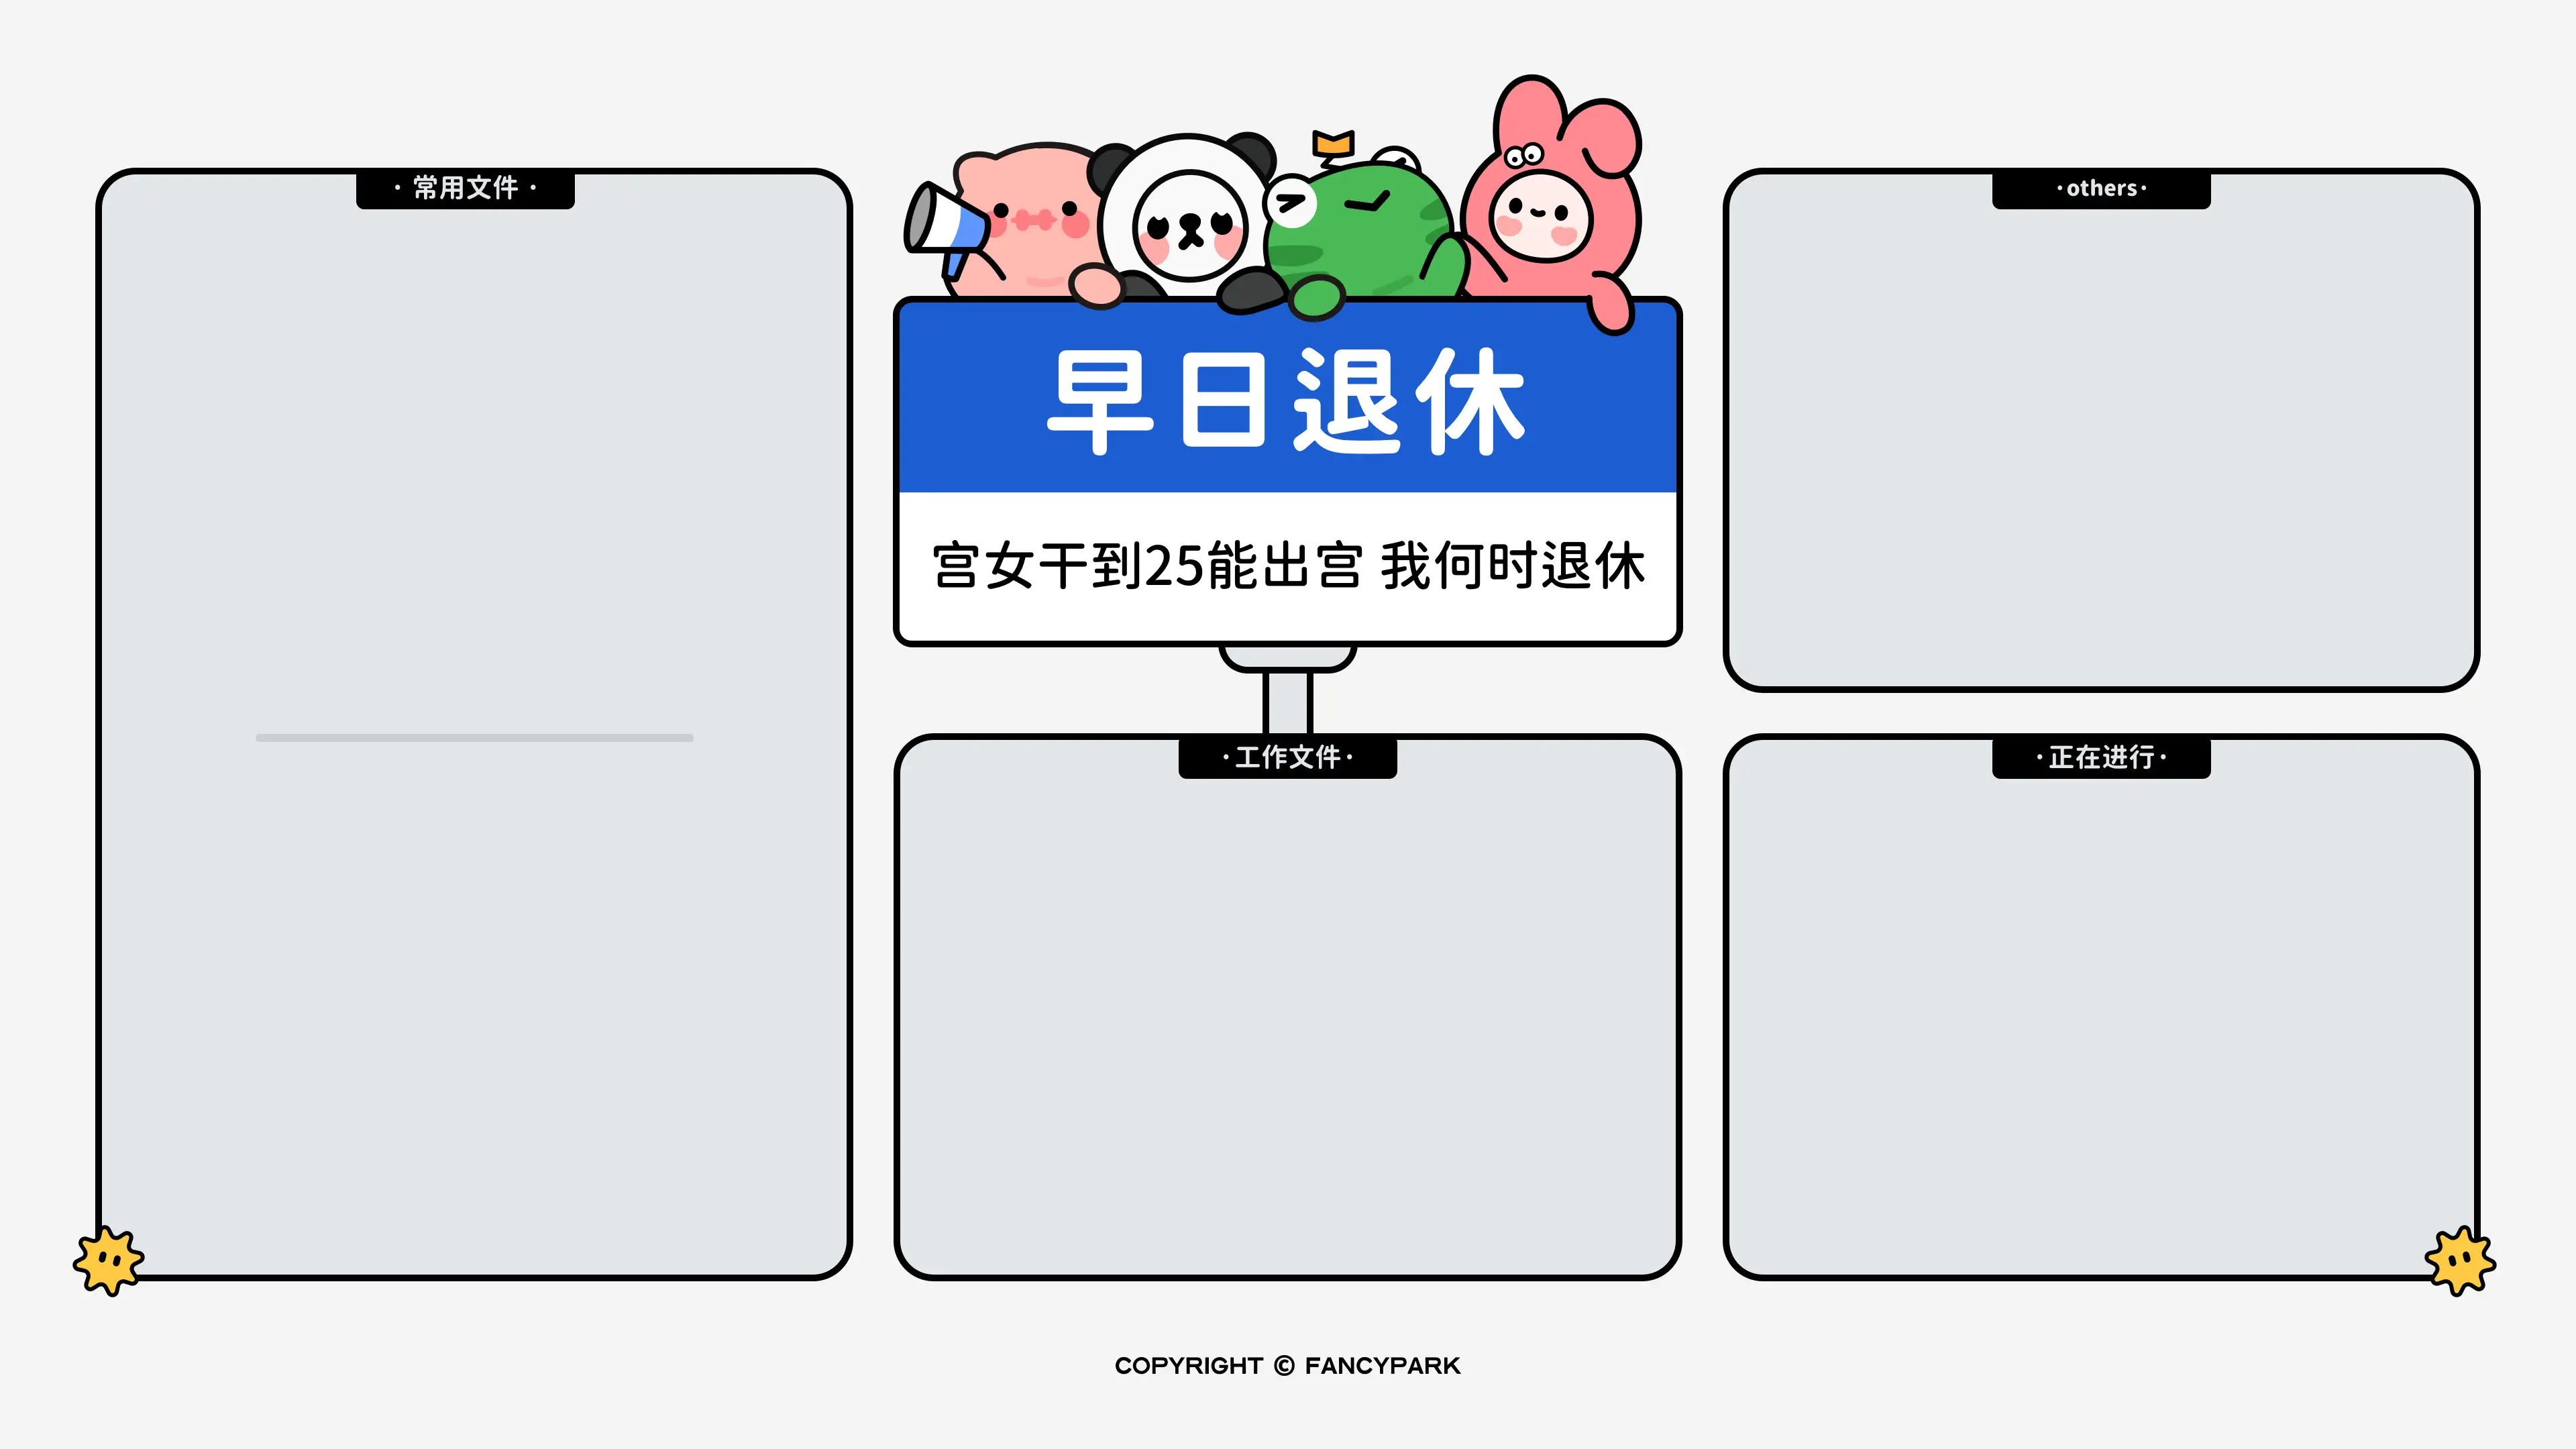 · 常用文件 ·
早日退休
宫女干到25能出宫 我何时退休
·others·
·工作文件·
·正在进行·
COPYRIGHT © FANCYPARK